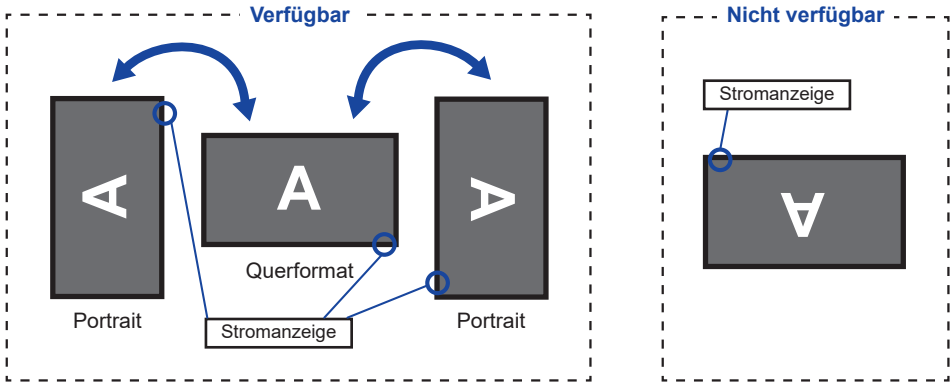 Verfügbar
Nicht verfügbar
Stromanzeige
A
A
A
A
Querformat
Portrait
Stromanzeige
Portrait